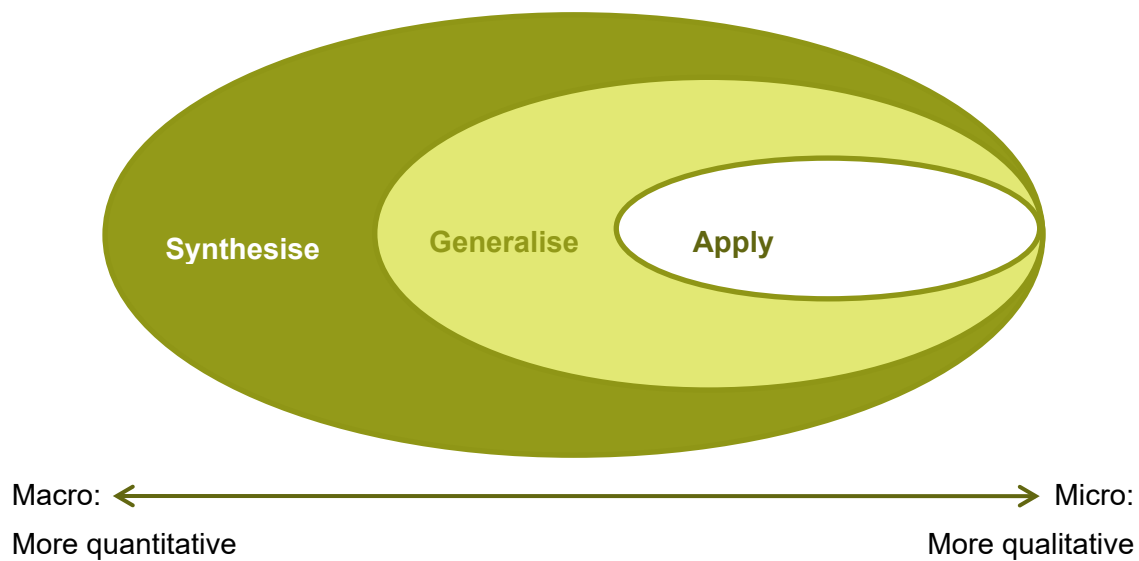 Synthesise
Generalise
Apply
Macro:
Micro:
More quantitative
More qualitative